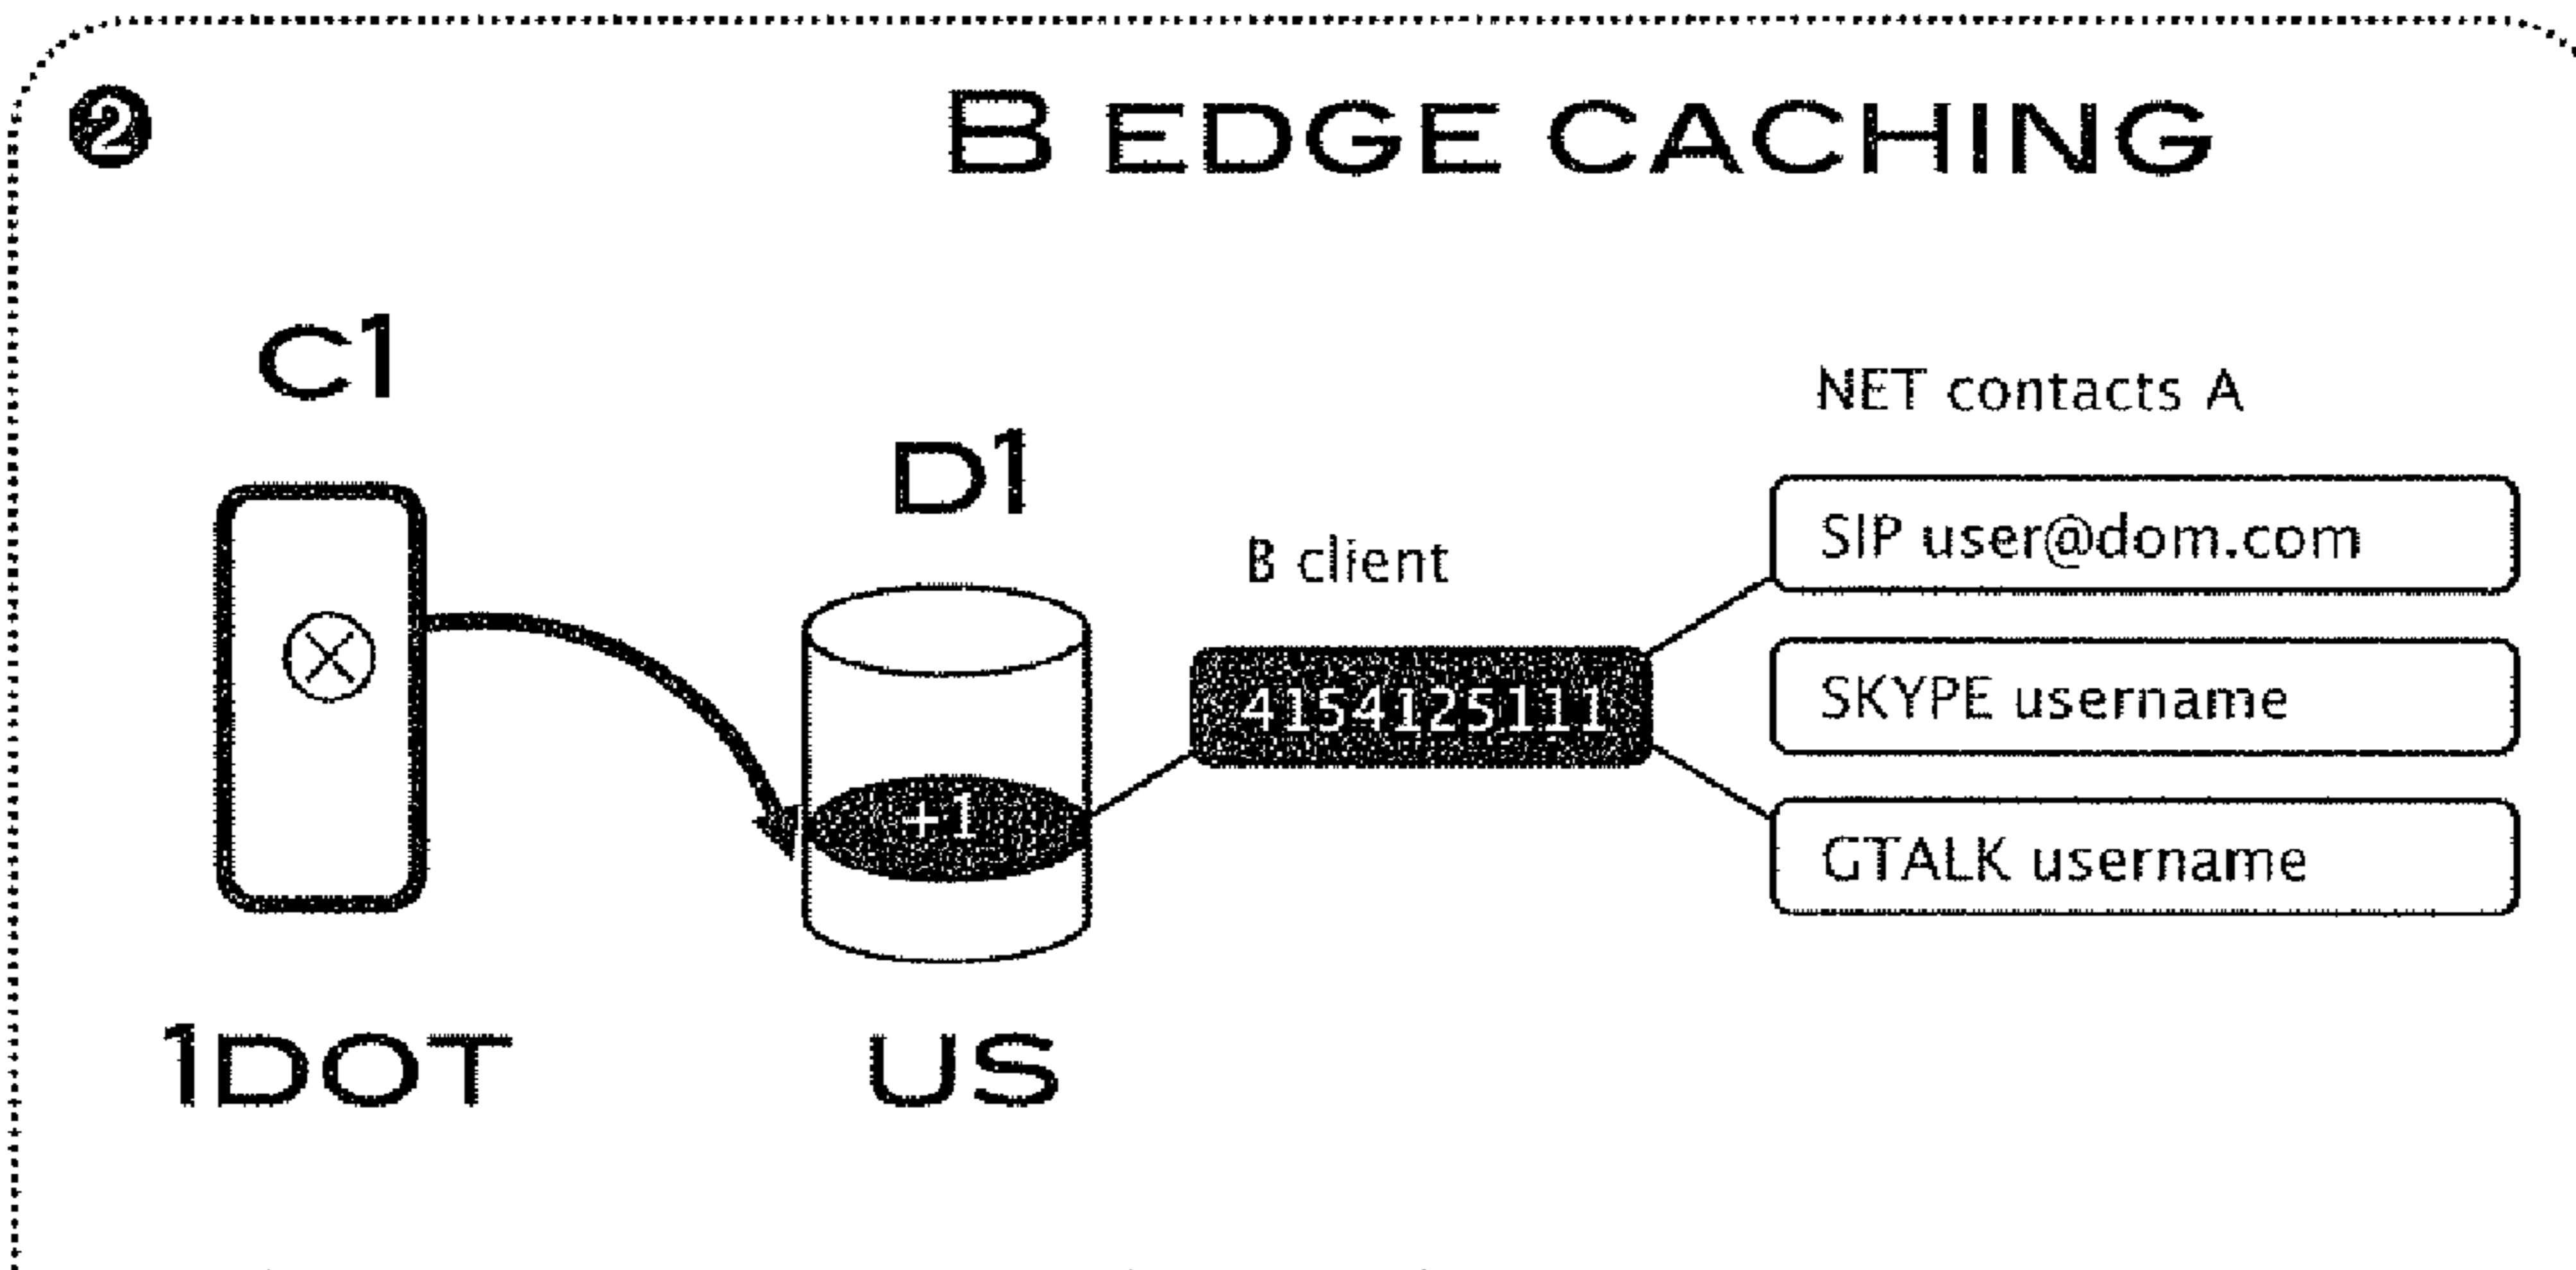 2
B EDGE CACHING
C1
D1
NET contacts A
B client
SIP user@dom.com
4154125111
SKYPE username
+1
GTALK username
1DOT
US